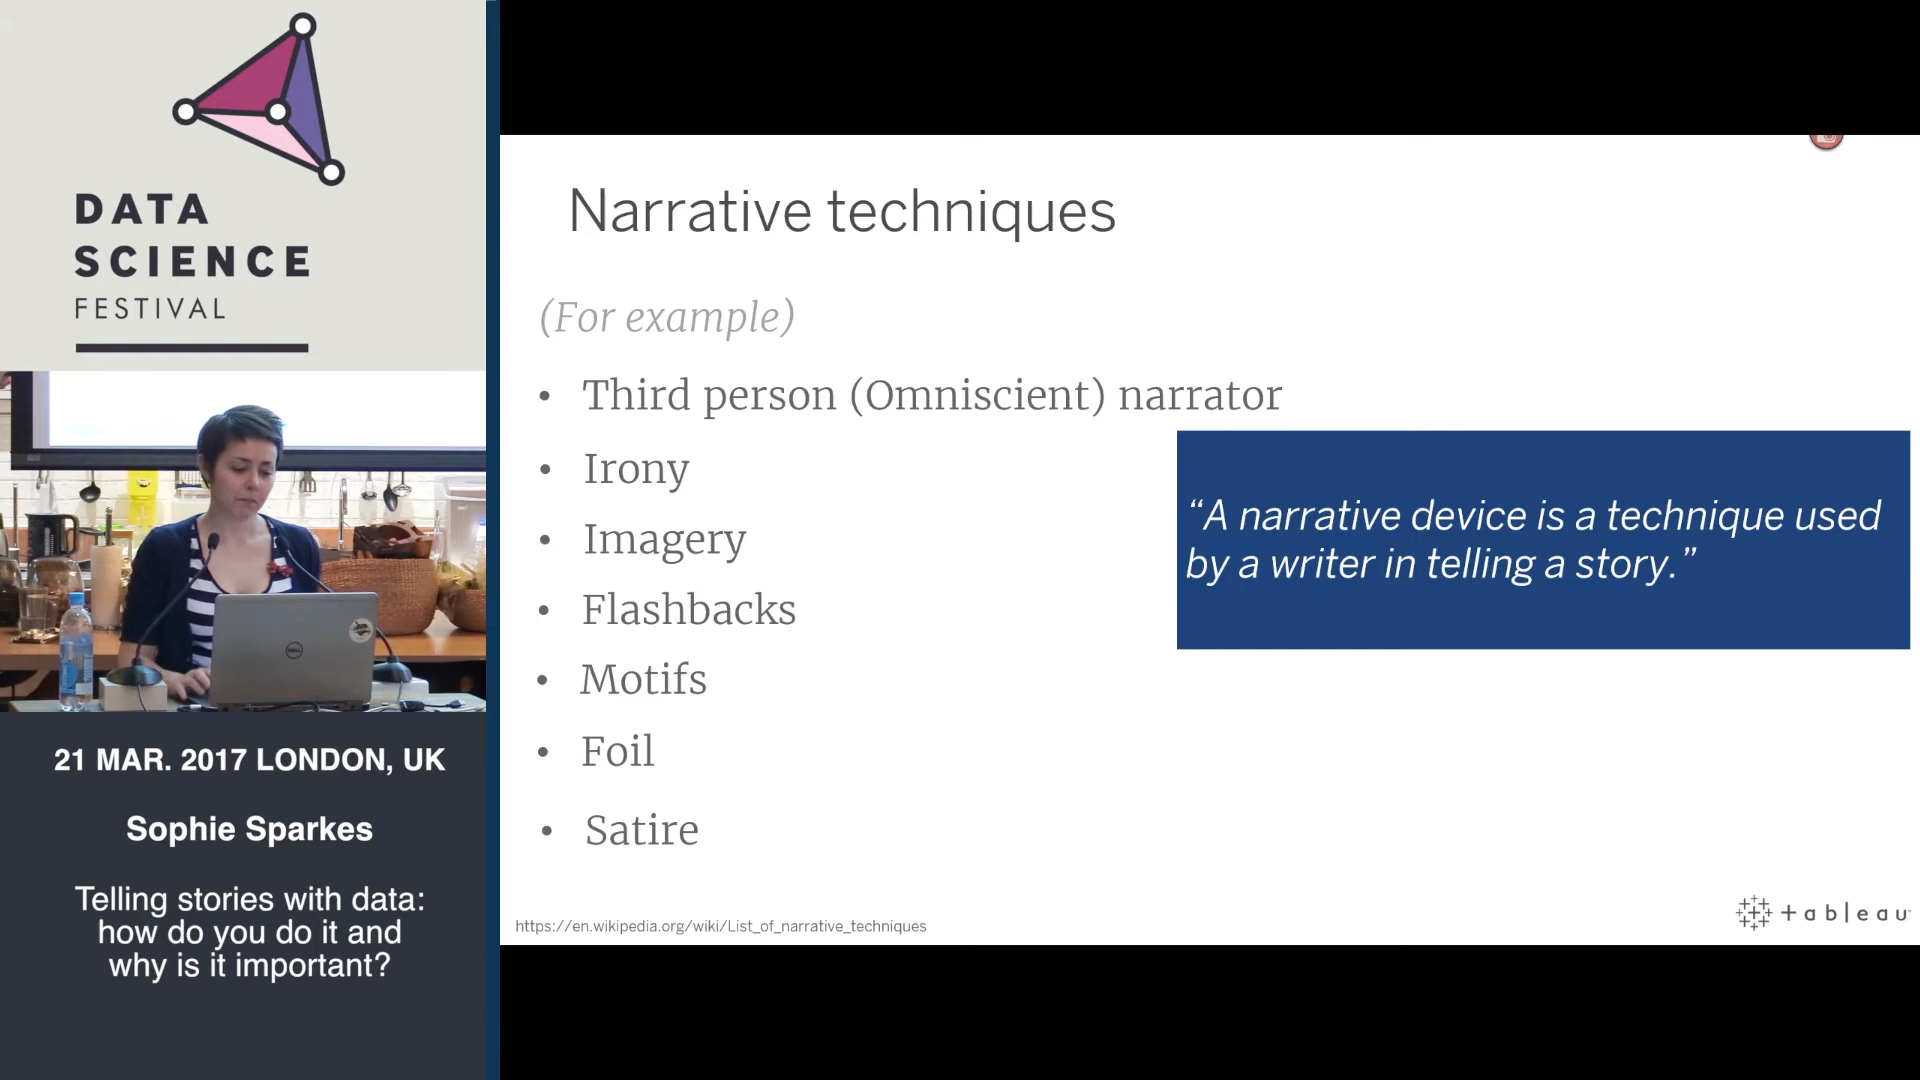 DATA
SCIENCE
FESTIVAL
21 MAR. 2017 LONDON, UK
Sophie Sparkes
Telling stories with data:
how do you do it and
why is it important?
Narrative techniques
(For example)
• Third person (Omniscient) narrator
• Irony
• Imagery
• Flashbacks
• Motifs
• Foil
• Satire
“A narrative device is a technique used
by a writer in telling a story.”
https://en.wikipedia.org/wiki/List_of_narrative_techniques
+ableau
DELL